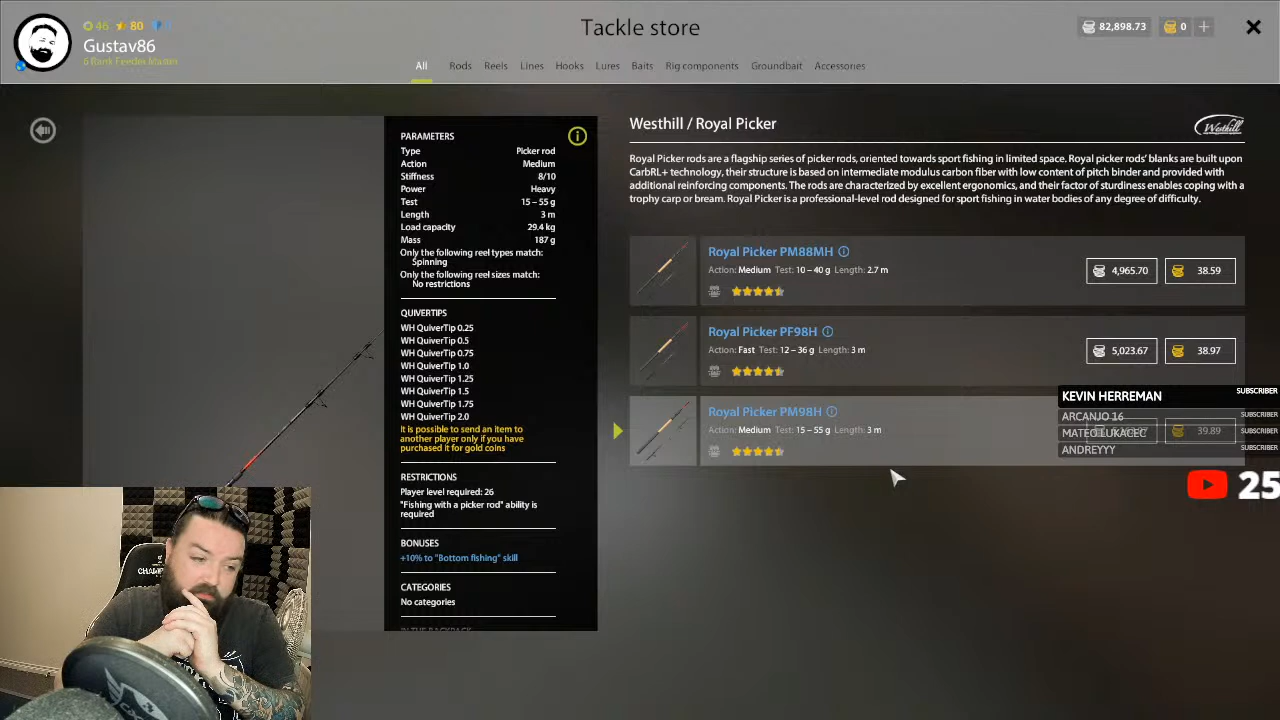 46 80
Tackle store
82,898.73 0 +
Gustav86
6 Rank Feeder Maxim
All Rods Reels Lines Hooks Lures Baits Rig components Groundbait Accessories
PARAMETERS
Type Picker rod
Action Medium
Stiffness 8/10
Power Heavy
Test 15 – 55 g
Length 3 m
Load capacity 29.4 kg
Mass 187 g
Only the following reel types match:
Spinning
Only the following reel sizes match:
No restrictions
QUIVERTIPS
WH QuiverTip 0.25
WH QuiverTip 0.5
WH QuiverTip 0.75
WH QuiverTip 1.0
WH QuiverTip 1.25
WH QuiverTip 1.5
WH QuiverTip 1.75
WH QuiverTip 2.0
It is possible to send an item to
another player only if you have
purchased it for gold coins
RESTRICTIONS
Player level required: 26
"Fishing with a picker rod" ability is
required
BONUSES
+10% to "Bottom fishing" skill
CATEGORIES
No categories
IN THE BACKPACK
Westhill / Royal Picker
Westhill
Royal Picker rods are a flagship series of picker rods, oriented towards sport fishing in limited space. Royal picker rods' blanks are built upon
CarbRL+ technology, their structure is based on intermediate modulus carbon fiber with low content of pitch binder and provided with
additional reinforcing components. The rods are characterized by excellent ergonomics, and their factor of sturdiness enables coping with a
trophy carp or bream. Royal Picker is a professional-level rod designed for sport fishing in water bodies of any degree of difficulty.
Royal Picker PM88MH
Action: Medium Test: 10 – 40 g Length: 2.7 m
4,965.70 38.59
Royal Picker PF98H
Action: Fast Test: 12 – 36 g Length: 3 m
5,023.67 38.97
Royal Picker PM98H
Action: Medium Test: 15 – 55 g Length: 3 m
39.89
KEVIN HERREMAN SUBSCRIBER
ARCANJO 16 SUBSCRIBER
MATEO LUKACEC SUBSCRIBER
ANDREYYY SUBSCRIBER
25